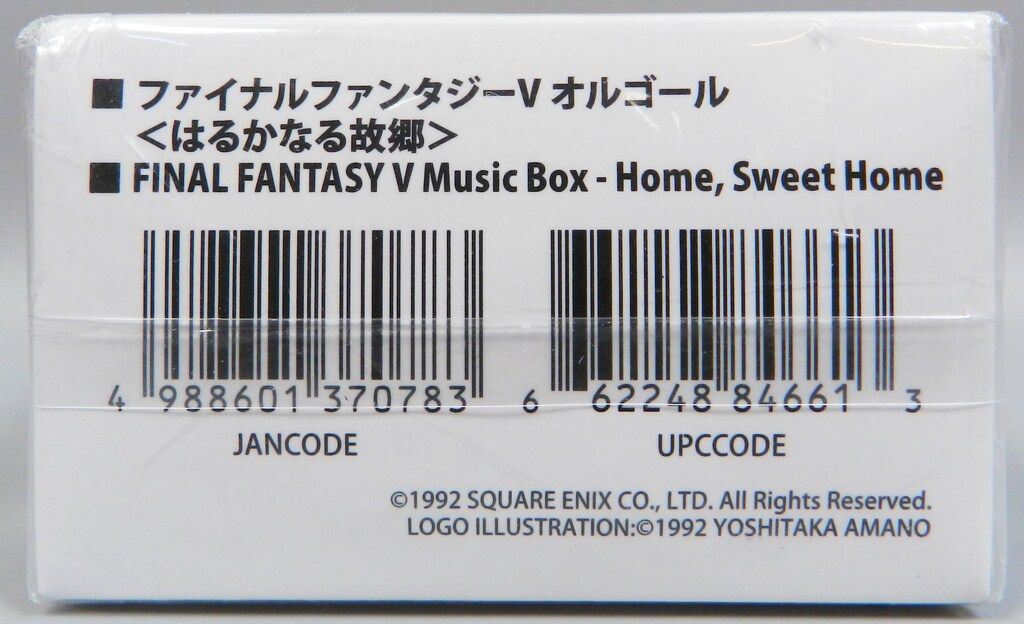 ■ ファイナルファンタジーV オルゴール
＜はるかなる故郷＞
■ FINAL FANTASY V Music Box - Home, Sweet Home
4 988601 370783 6 62248 84661 3
JANCODE UPCCODE
©1992 SQUARE ENIX CO., LTD. All Rights Reserved.
LOGO ILLUSTRATION:©1992 YOSHITAKA AMANO